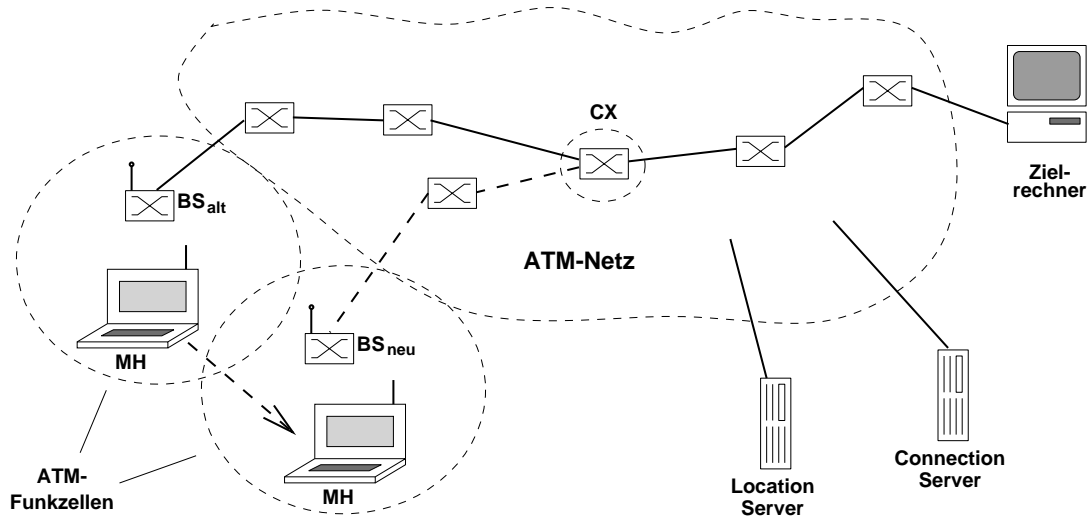 CX
Ziel-
rechner
BSalt
ATM-Netz
MH
BSneu
ATM-
Funkzellen
MH
Location
Server
Connection
Server